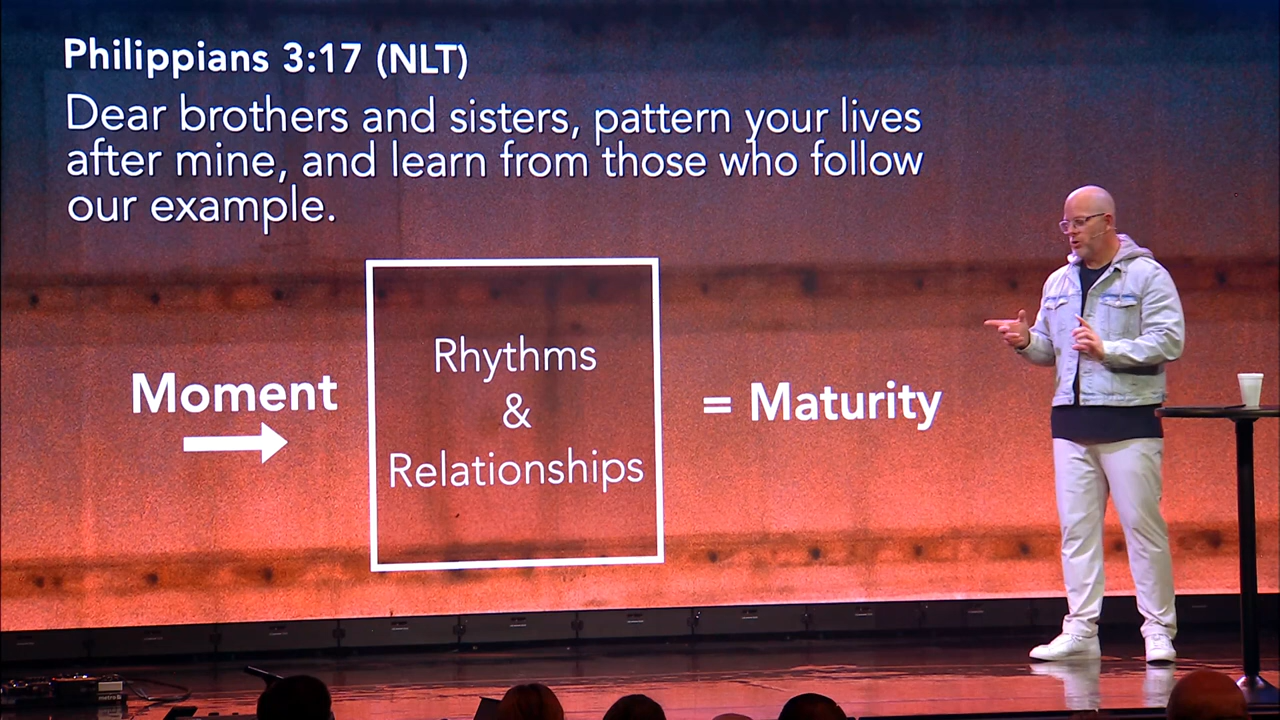 Philippians 3:17 (NLT)
Dear brothers and sisters, pattern your lives
after mine, and learn from those who follow
our example.
Moment
Rhythms
&
Relationships
= Maturity